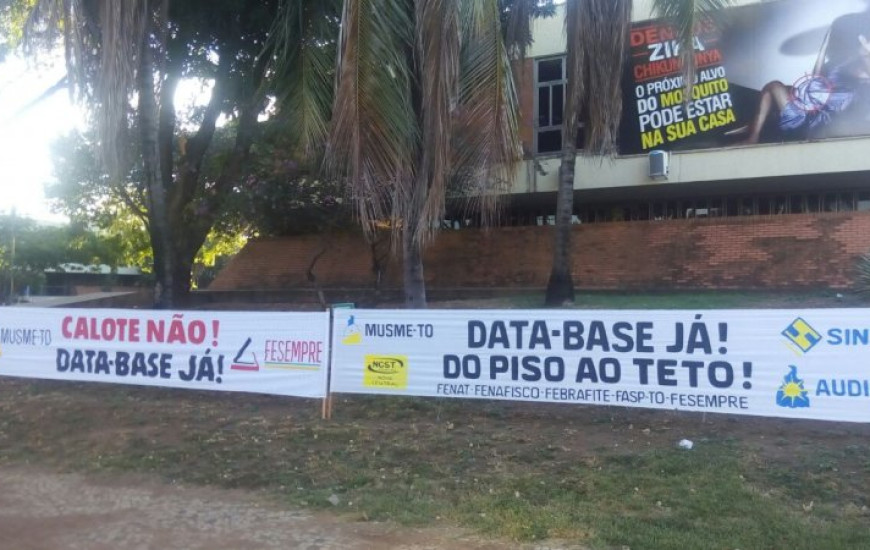 DENGUE
ZIKA
CHIKUNGUNYA
O PRÓXIMO ALVO
DO MOSQUITO
PODE ESTAR
NA SUA CASA
MUSME-TO
CALOTE NÃO!
DATA-BASE JÁ!
FESEMPRE
MUSME-TO
NCST
NOVA CENTRAL
DATA-BASE JÁ!
DO PISO AO TETO!
FENAT-FENAFISCO-FEBRAFITE-FASP-TO-FESEMPRE
SIN
AUDI